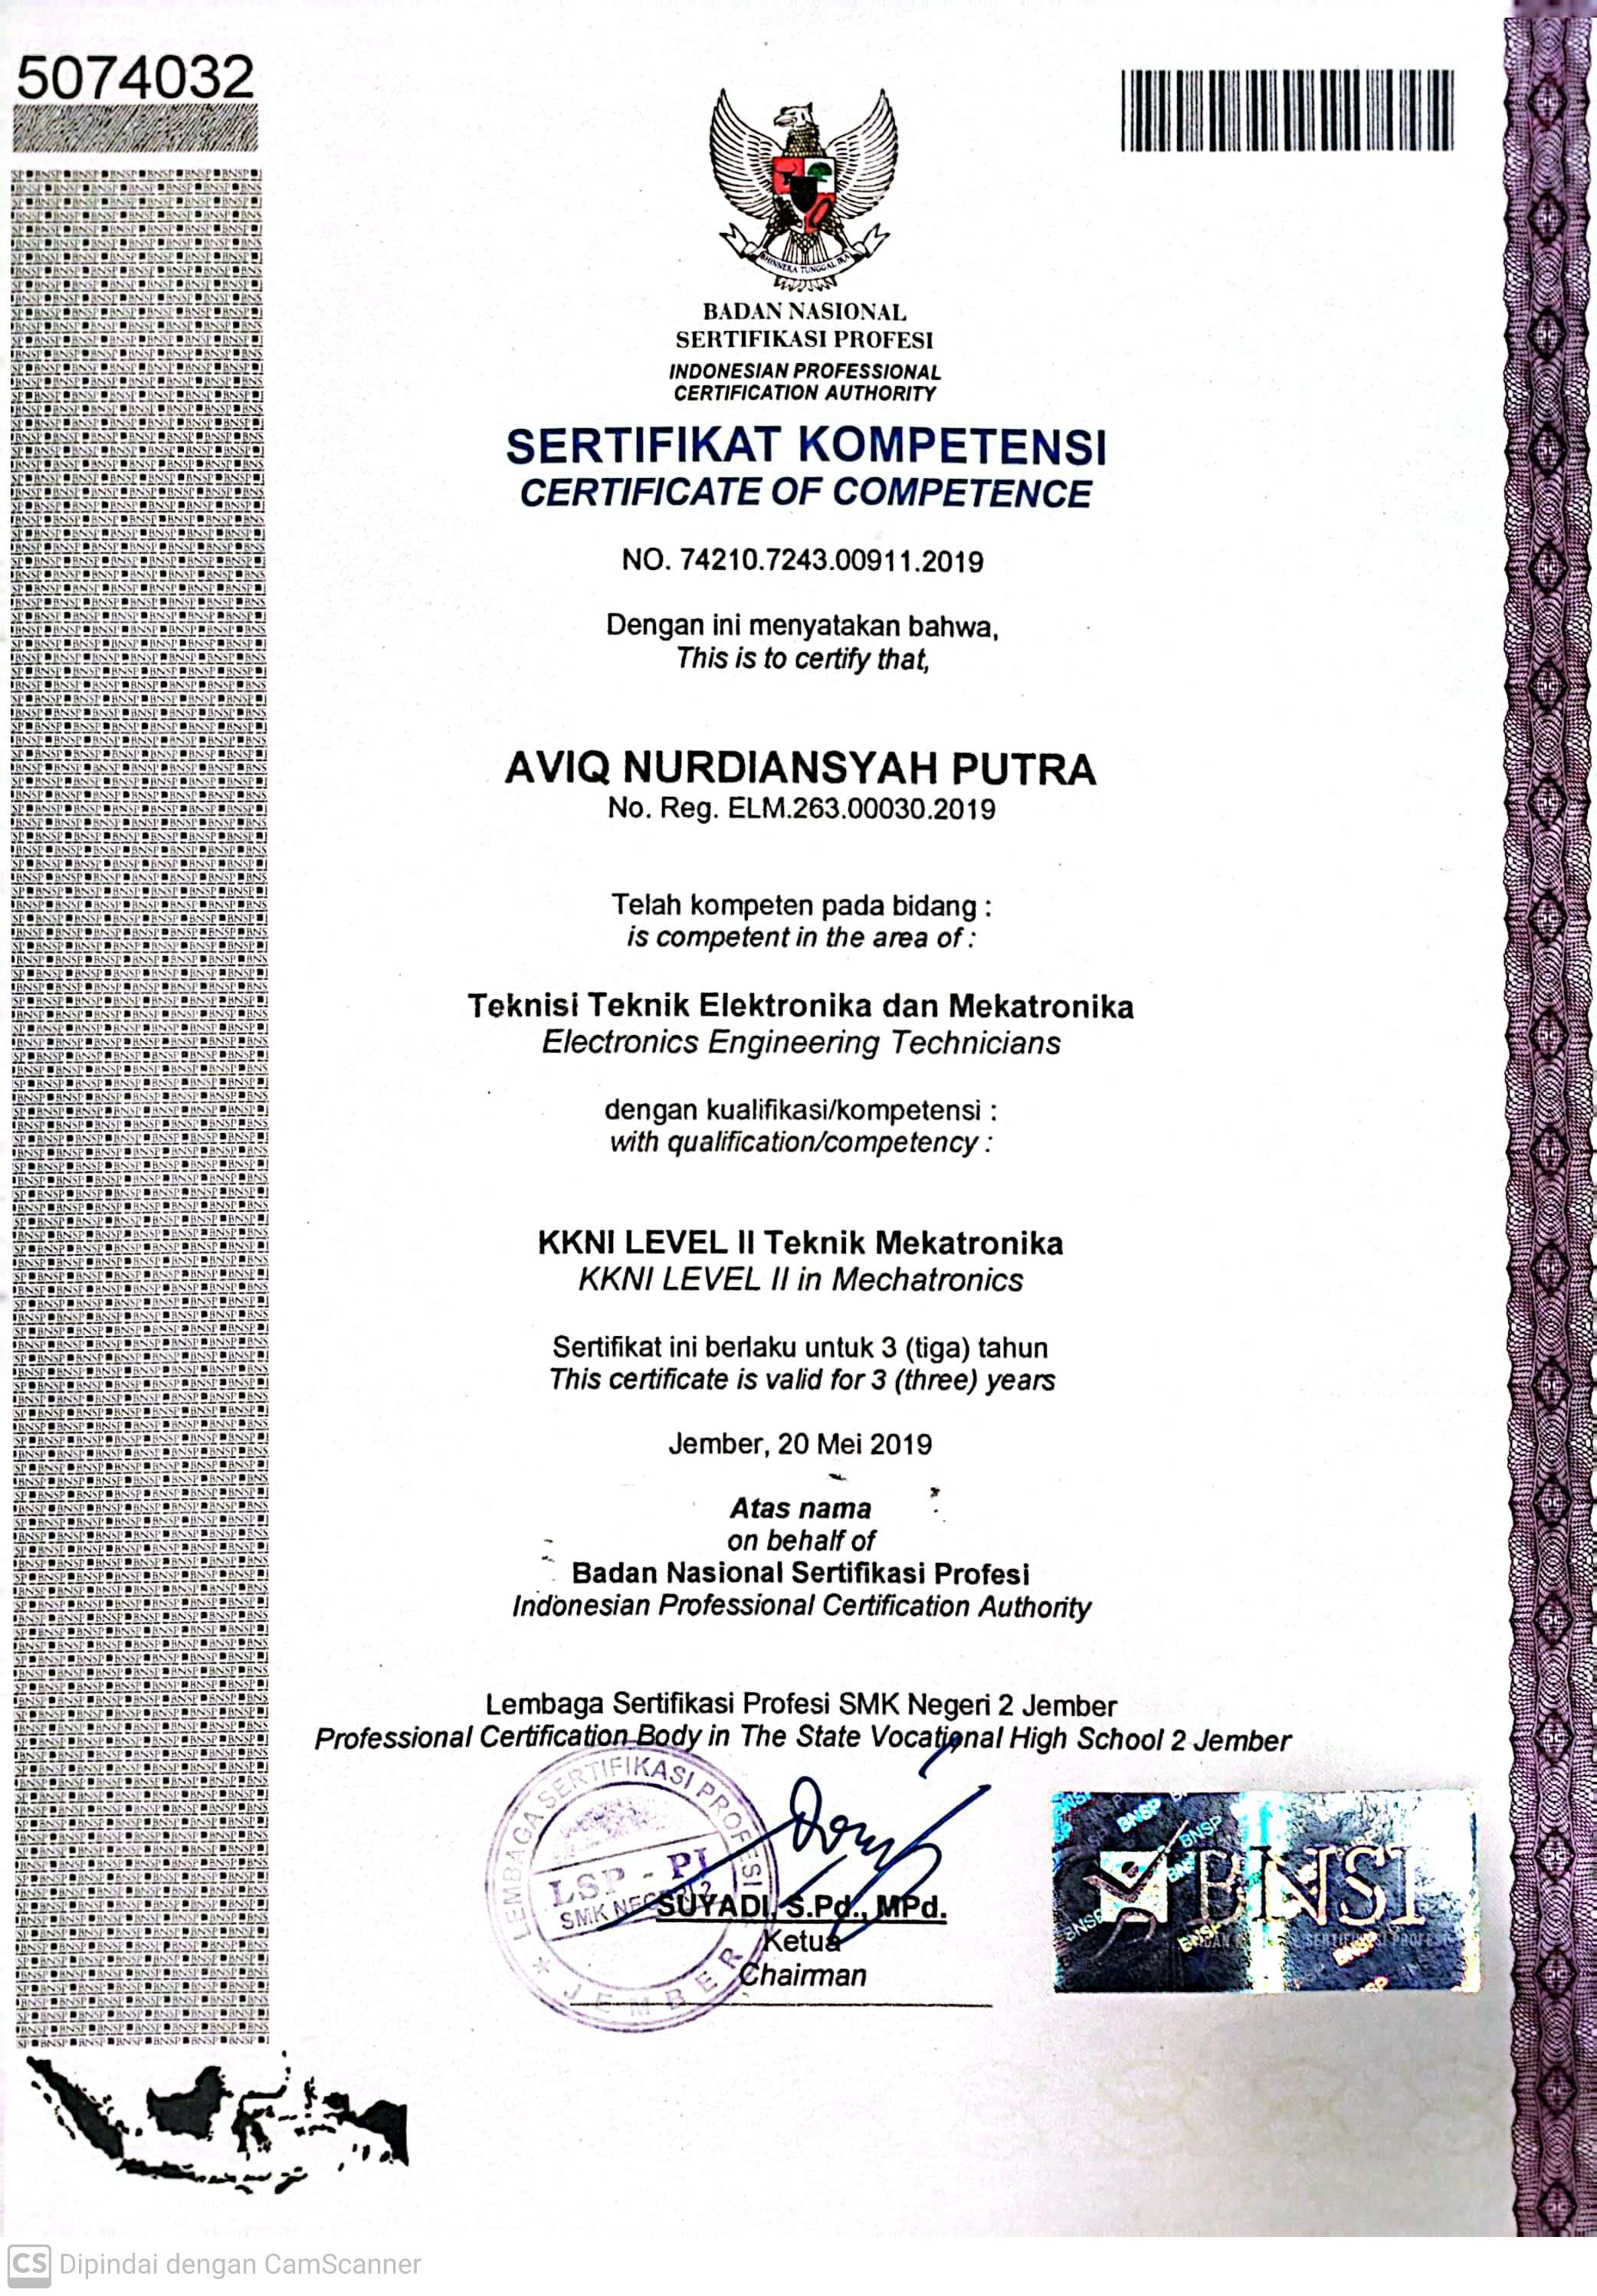 5074032
BHINNEKA TUNGGAL IKA
BADAN NASIONAL
SERTIFIKASI PROFESI
INDONESIAN PROFESSIONAL
CERTIFICATION AUTHORITY
SERTIFIKAT KOMPETENSI
CERTIFICATE OF COMPETENCE
NO. 74210.7243.00911.2019
Dengan ini menyatakan bahwa,
This is to certify that,
AVIQ NURDIANSYAH PUTRA
No. Reg. ELM.263.00030.2019
Telah kompeten pada bidang :
is competent in the area of :
Teknisi Teknik Elektronika dan Mekatronika
Electronics Engineering Technicians
dengan kualifikasi/kompetensi :
with qualification/competency :
KKNI LEVEL II Teknik Mekatronika
KKNI LEVEL II in Mechatronics
Sertifikat ini berlaku untuk 3 (tiga) tahun
This certificate is valid for 3 (three) years
Jember, 20 Mei 2019
Atas nama
on behalf of
Badan Nasional Sertifikasi Profesi
Indonesian Professional Certification Authority
Lembaga Sertifikasi Profesi SMK Negeri 2 Jember
Professional Certification Body in The State Vocational High School 2 Jember
LEMBAGA SERTIFIKASI PROFESI
LSP - P1
SMK NEGERI 2
JEMBER
SUYADI, S.Pd., MPd.
Ketua
Chairman
BNSP
CS Dipindai dengan CamScanner